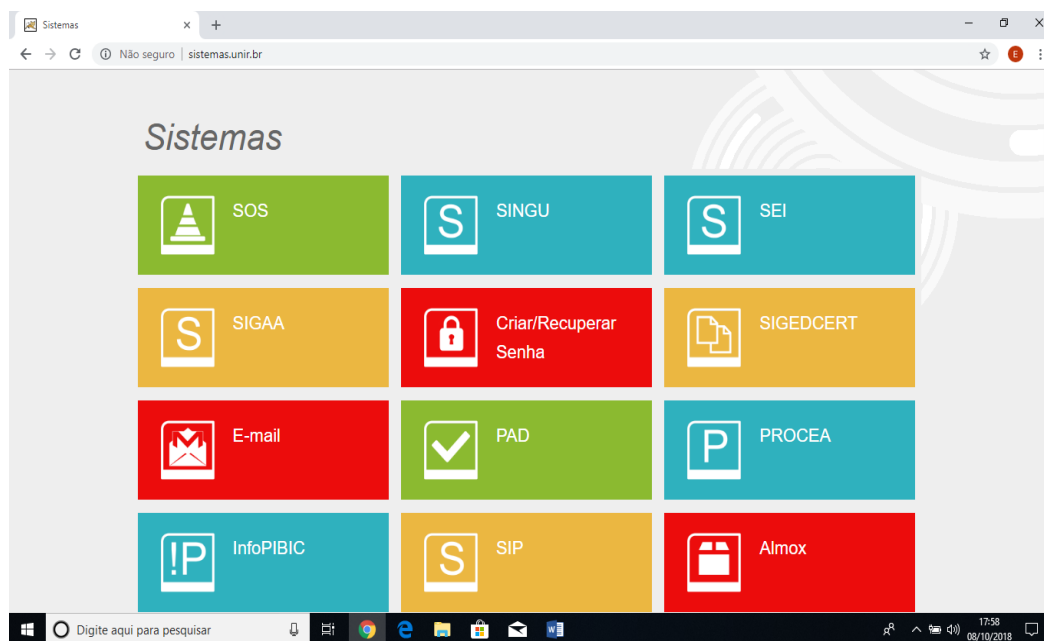 Sistemas
Não seguro | sistemas.unir.br
E
Sistemas
SOS
S
SINGU
S
SEI
S
SIGAA
Criar/Recuperar
Senha
SIGEDCERT
E-mail
PAD
P
PROCEA
!P
InfoPIBIC
S
SIP
Almox
Digite aqui para pesquisar
17:58
08/10/2018